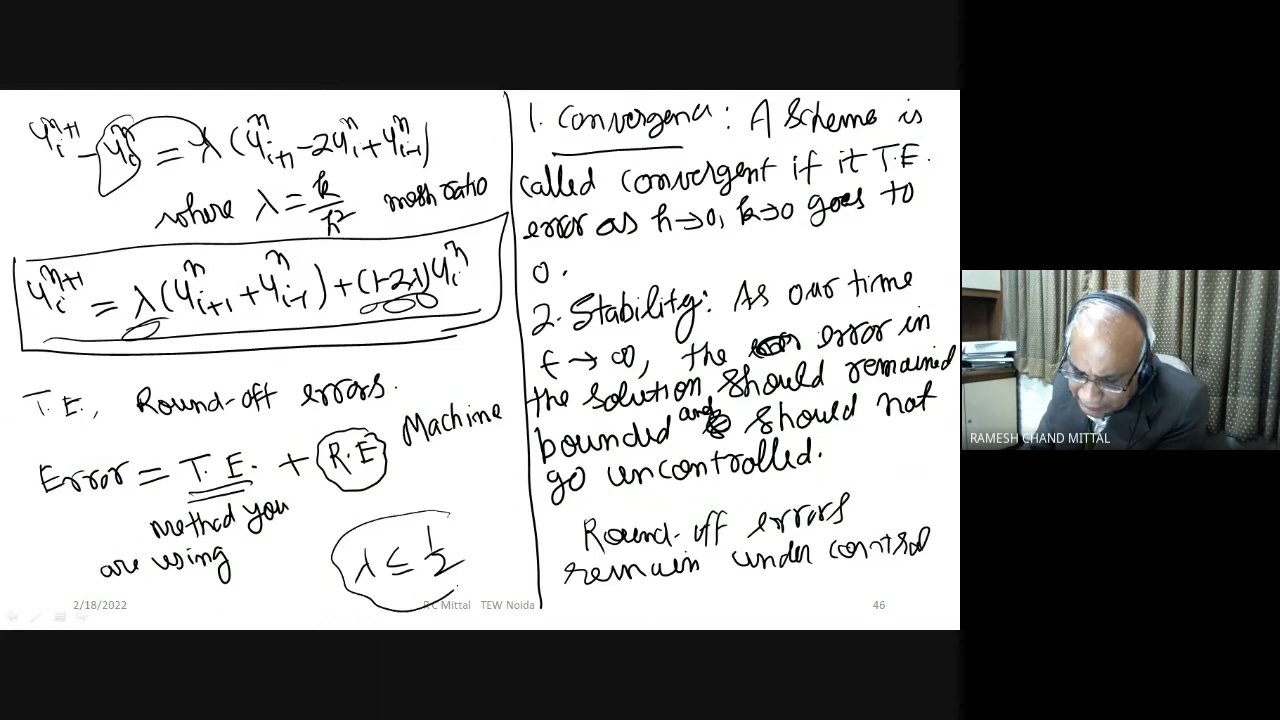 u_i^{n+1} - u_i^n = λ (u_{i+1}^n - 2u_i^n + u_{i-1}^n)
where λ = k/h² mesh ratio
u_i^{n+1} = λ(u_{i+1}^n + u_{i-1}^n) + (1-2λ)u_i^n
T.E., Round-off errors.
Error = T.E. + R.E Machine
method you
are using
λ ≤ 1/2
1. Convergence: A Scheme is
called convergent if it T.E.
error as h→0, k→0 goes to
0.
2. Stability: As our time
t → ∞, the error in
the solution should remained
bounded and should not
go uncontrolled.
Round-off errors
remain under control
2/18/2022
RC Mittal TEW Noida
46
RAMESH CHAND MITTAL